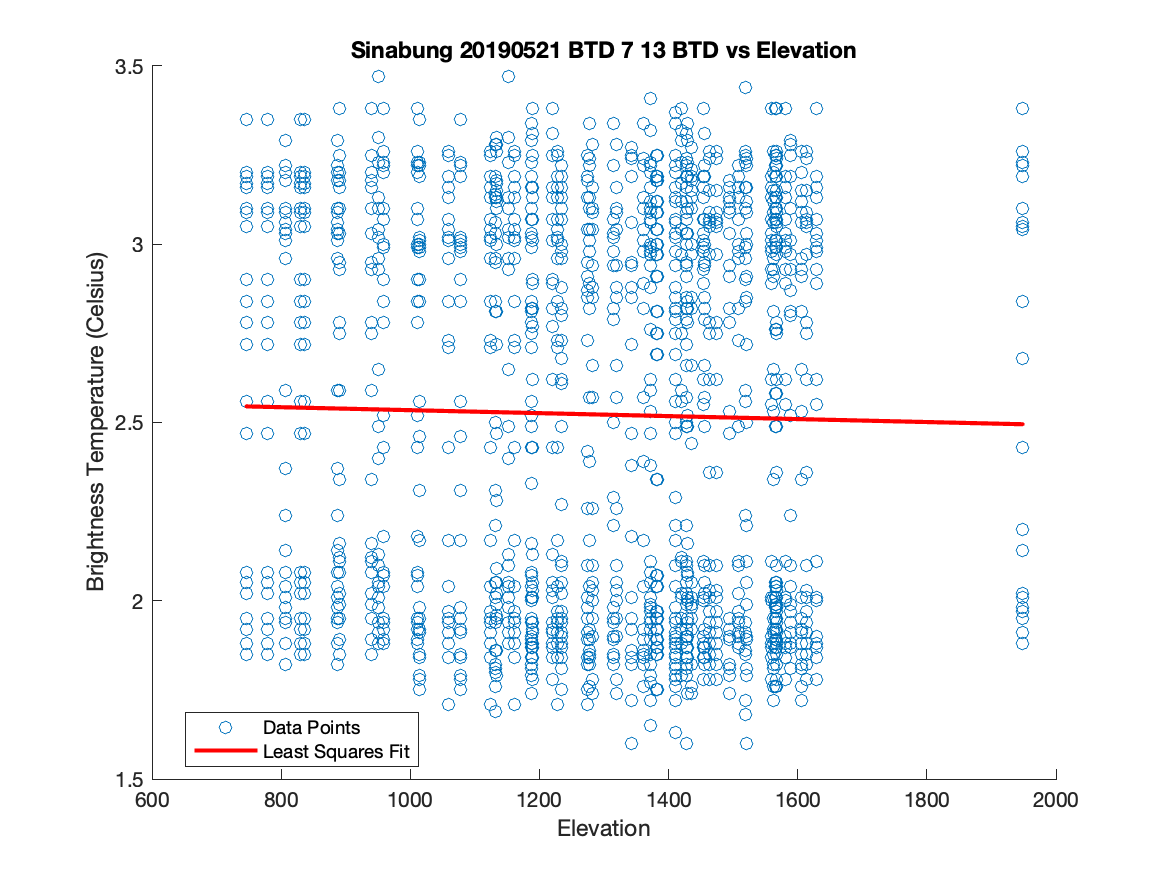 Sinabung 20190521 BTD 7 13 BTD vs Elevation
3.5
3
2.5
2
1.5
Brightness Temperature (Celsius)
Data Points
Least Squares Fit
600 800 1000 1200 1400 1600 1800 2000
Elevation